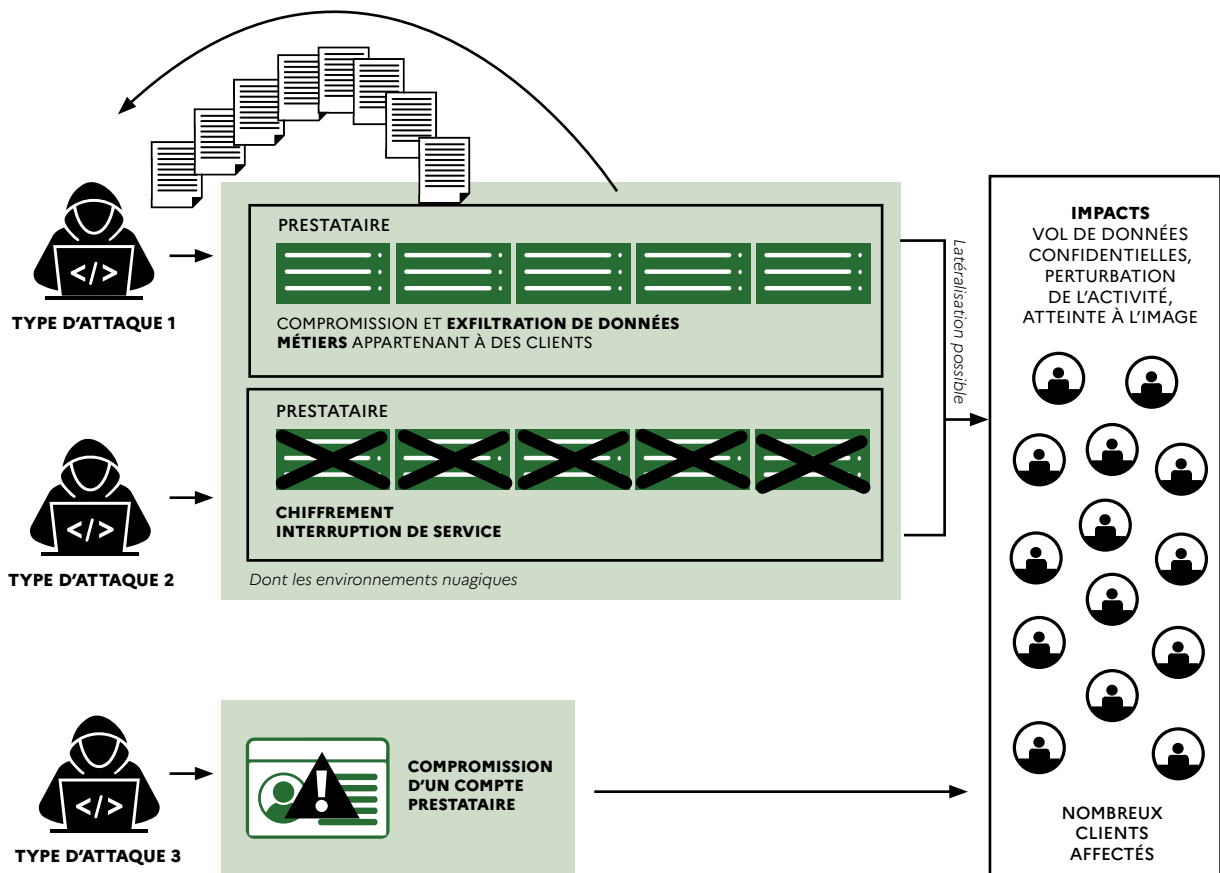 TYPE D'ATTAQUE 1
</>
PRESTATAIRE
COMPROMISSION ET EXFILTRATION DE DONNÉES
MÉTIERS APPARTENANT À DES CLIENTS
TYPE D'ATTAQUE 2
</>
PRESTATAIRE
CHIFFREMENT
INTERRUPTION DE SERVICE
Dont les environnements nuagiques
Latéralisation possible
TYPE D'ATTAQUE 3
</>
!
COMPROMISSION
D'UN COMPTE
PRESTATAIRE
IMPACTS
VOL DE DONNÉES
CONFIDENTIELLES,
PERTURBATION
DE L'ACTIVITÉ,
ATTEINTE À L'IMAGE
NOMBREUX
CLIENTS
AFFECTÉS